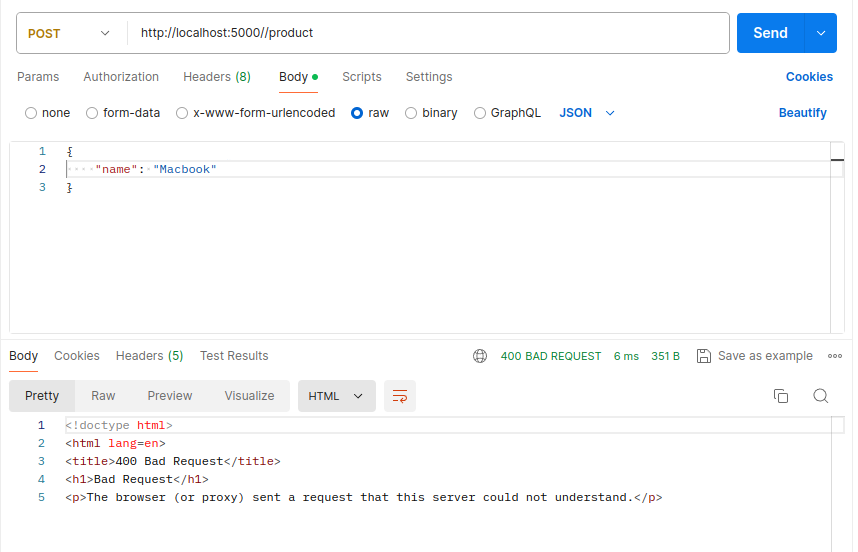 POST http://localhost:5000//product Send
Params Authorization Headers (8) Body Scripts Settings Cookies
none form-data x-www-form-urlencoded raw binary GraphQL JSON Beautify
1 {
2 "name": "Macbook"
3 }
Body Cookies Headers (5) Test Results 400 BAD REQUEST 6 ms 351 B Save as example
Pretty Raw Preview Visualize HTML
1 <!doctype html>
2 <html lang=en>
3 <title>400 Bad Request</title>
4 <h1>Bad Request</h1>
5 <p>The browser (or proxy) sent a request that this server could not understand.</p>